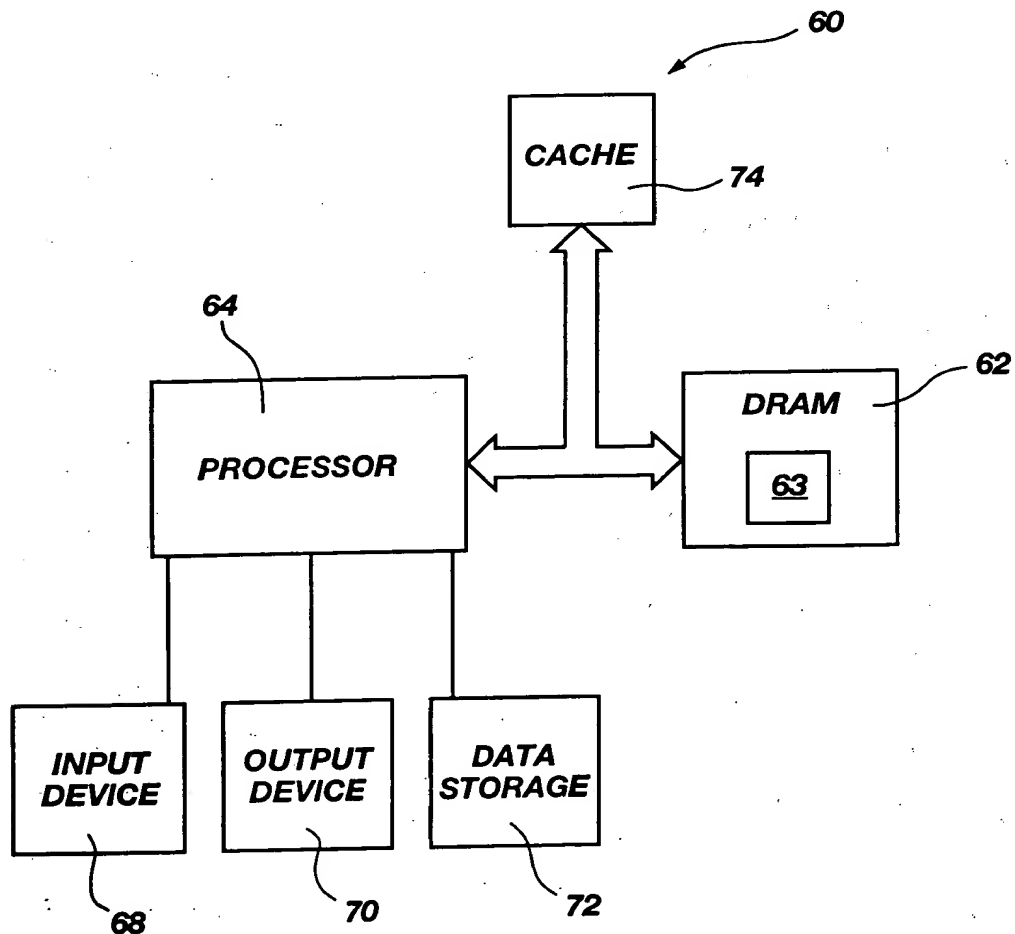 60
CACHE
74
64
62
DRAM
PROCESSOR
63
INPUT
DEVICE
OUTPUT
DEVICE
DATA
STORAGE
68
70
72